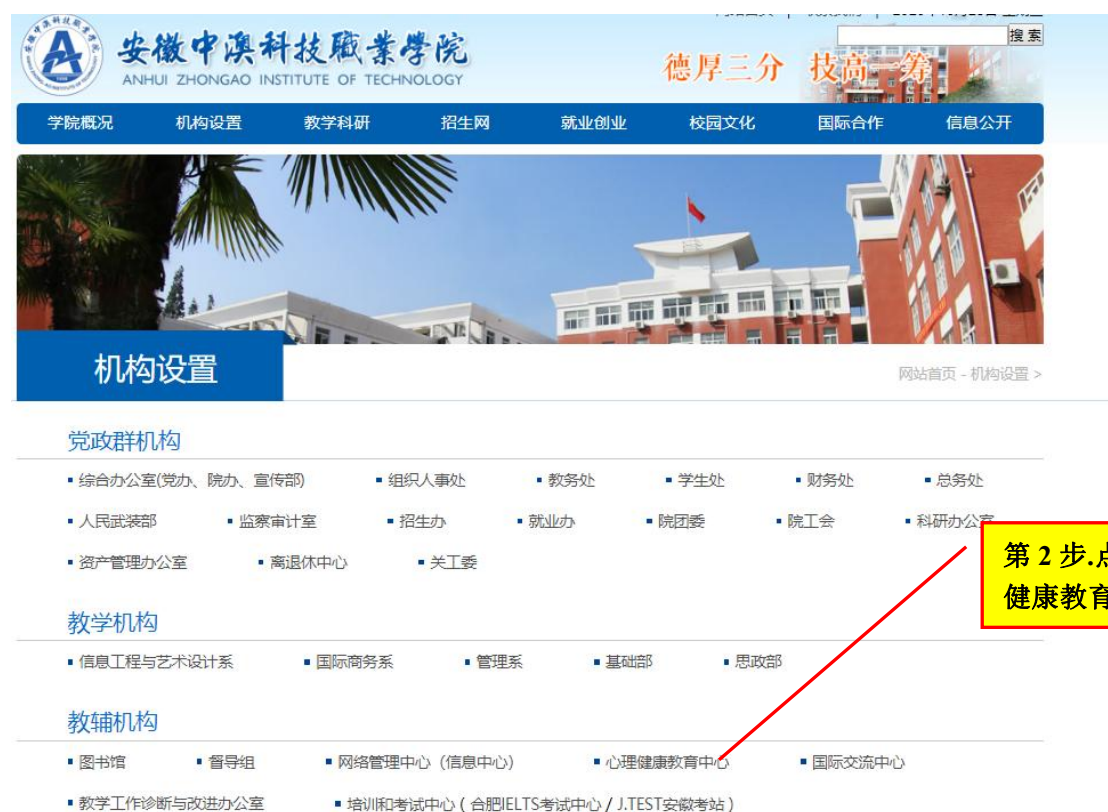 安徽中澳科技職業學院
ANHUI ZHONGAO INSTITUTE OF TECHNOLOGY
搜索
德厚三分 技高一筹
学院概况 机构设置 教学科研 招生网 就业创业 校园文化 国际合作 信息公开
机构设置
网站首页 - 机构设置 >
党政群机构
▪ 综合办公室(党办、院办、宣传部) ▪ 组织人事处 ▪ 教务处 ▪ 学生处 ▪ 财务处 ▪ 总务处
▪ 人民武装部 ▪ 监察审计室 ▪ 招生办 ▪ 就业办 ▪ 院团委 ▪ 院工会 ▪ 科研办公室
▪ 资产管理办公室 ▪ 离退休中心 ▪ 关工委
第 2 步.点
健康教育
教学机构
▪ 信息工程与艺术设计系 ▪ 国际商务系 ▪ 管理系 ▪ 基础部 ▪ 思政部
教辅机构
▪ 图书馆 ▪ 督导组 ▪ 网络管理中心（信息中心） ▪ 心理健康教育中心 ▪ 国际交流中心
▪ 教学工作诊断与改进办公室 ▪ 培训和考试中心 ( 合肥IELTS考试中心 / J.TEST安徽考站 )